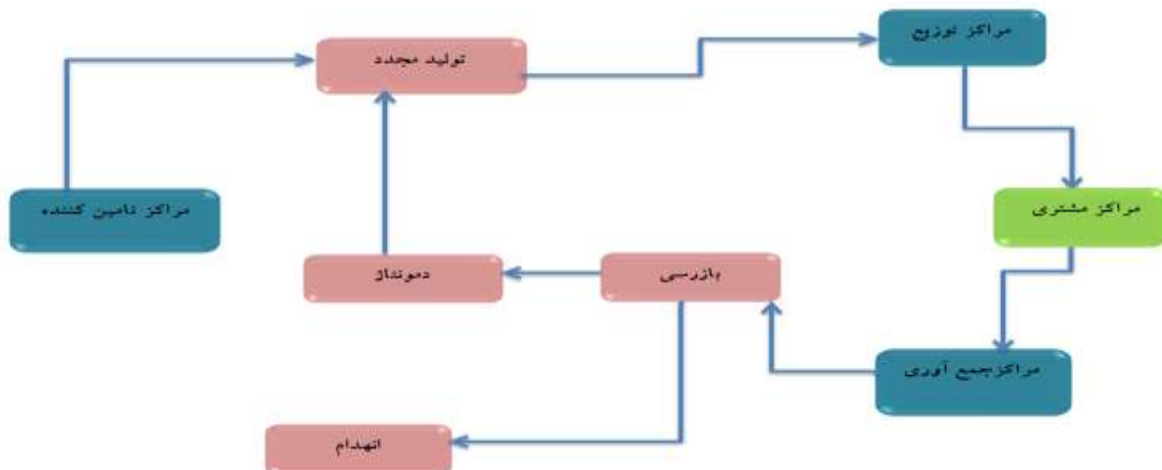 مراکز توزیع
تولید مجدد
مراکز تامین کننده
مراکز مشتری
بازرسی
دمونتاژ
مراکزجمع آوری
انهدام